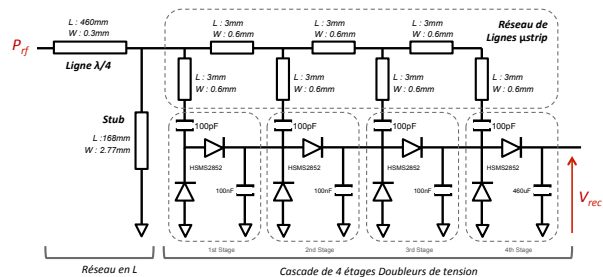 L : 460mm
W : 0.3mm
P_rf
Ligne λ/4
L : 3mm
W : 0.6mm
L : 3mm
W : 0.6mm
L : 3mm
W : 0.6mm
Réseau de
Lignes µstrip
L : 3mm
W : 0.6mm
L : 3mm
W : 0.6mm
L : 3mm
W : 0.6mm
L : 3mm
W : 0.6mm
Stub
L :168mm
W : 2.77mm
100pF
100pF
100pF
100pF
HSMS2852
HSMS2852
HSMS2852
HSMS2852
100nF
100nF
100nF
460uF
V_rec
1st Stage
2nd Stage
3rd Stage
4th Stage
Réseau en L
Cascade de 4 étages Doubleurs de tension